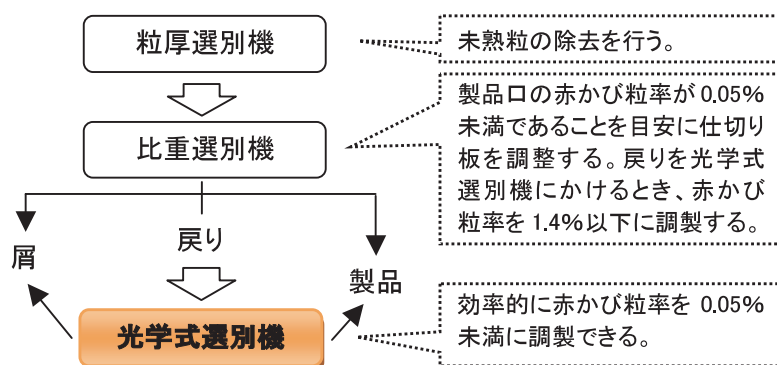 粒厚選別機
未熟粒の除去を行う。
比重選別機
製品口の赤かび粒率が0.05%
未満であることを目安に仕切り
板を調整する。戻りを光学式
選別機にかけるとき、赤かび
粒率を1.4%以下に調製する。
屑
戻り
製品
光学式選別機
効率的に赤かび粒率を 0.05%
未満に調製できる。